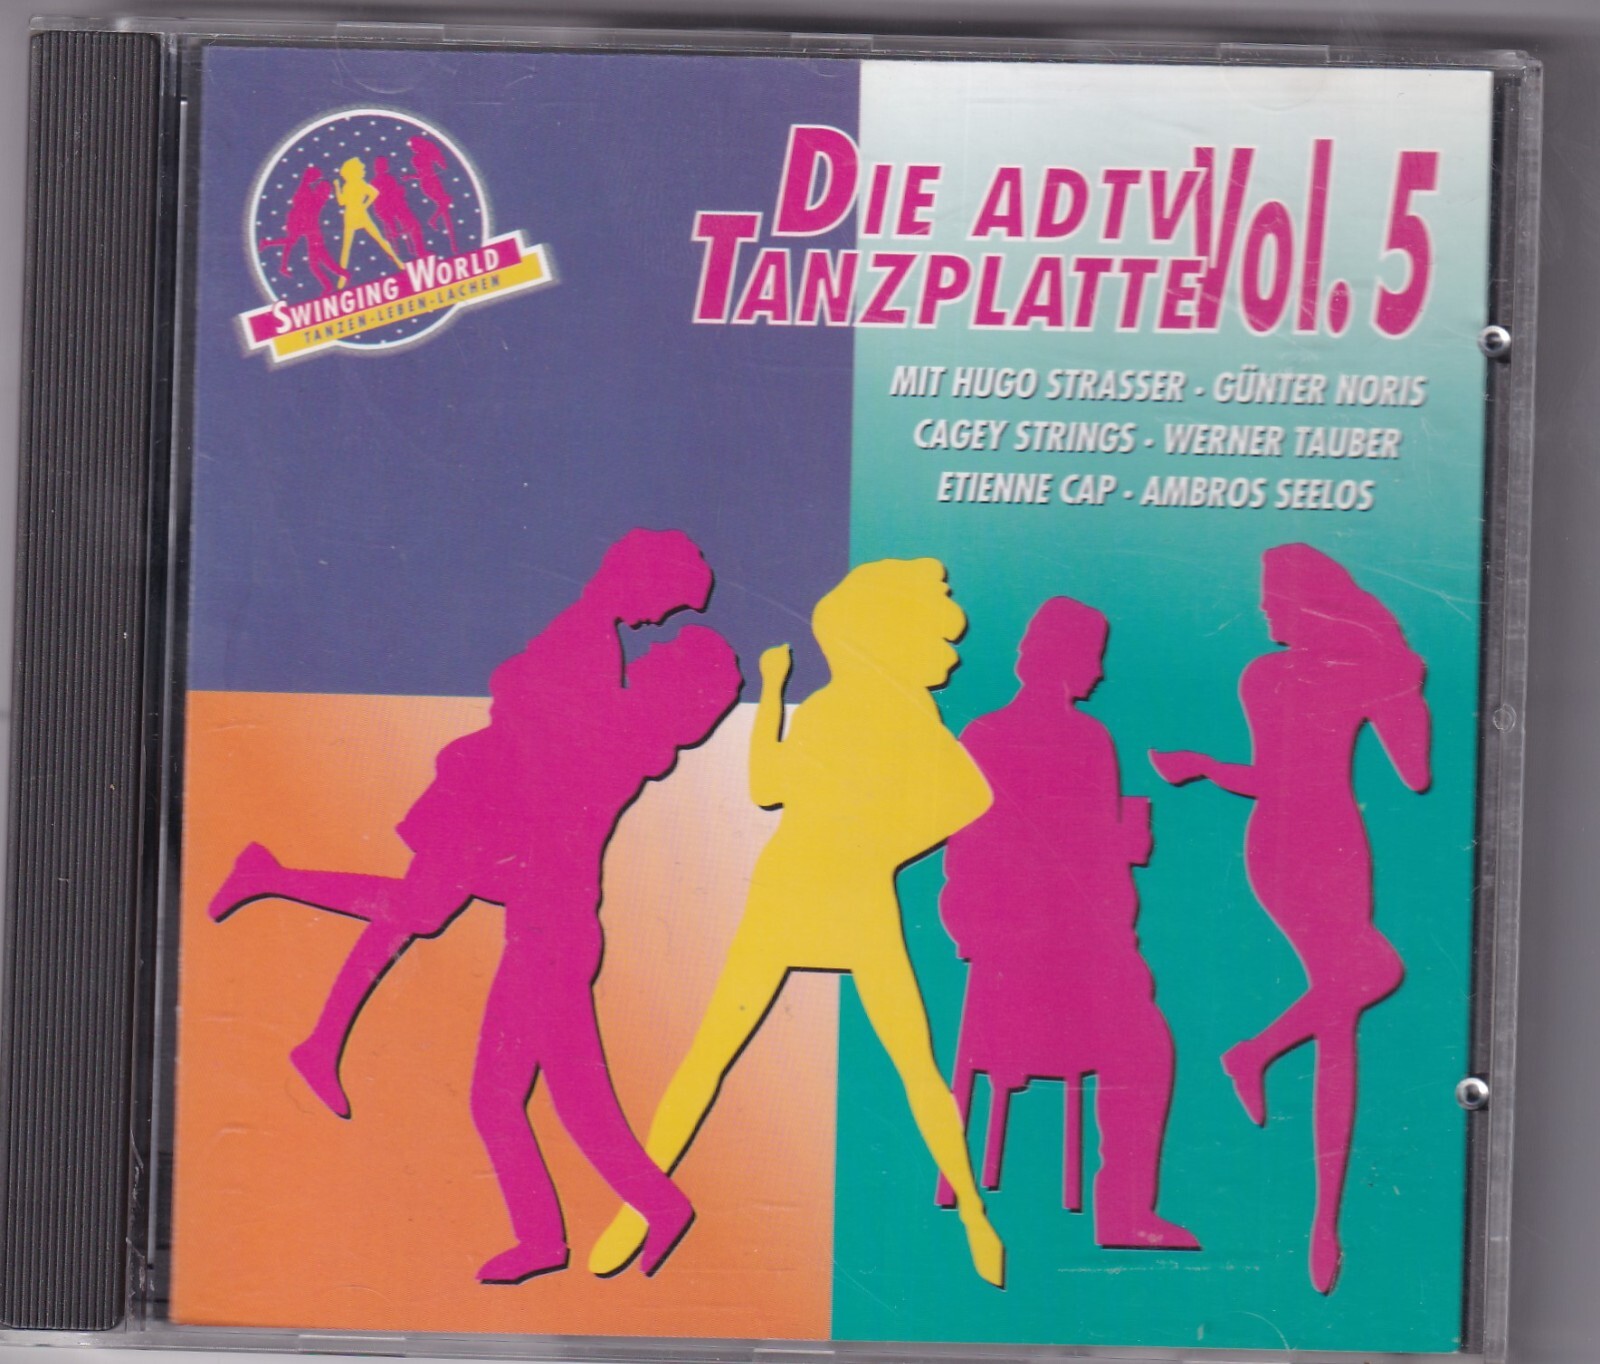 SWINGING WORLD
TANZEN-LEBEN-LACHEN
DIE ADTV
TANZPLATTE
Vol. 5
MIT HUGO STRASSER · GÜNTER NORIS
CAGEY STRINGS · WERNER TAUBER
ETIENNE CAP · AMBROS SEELOS